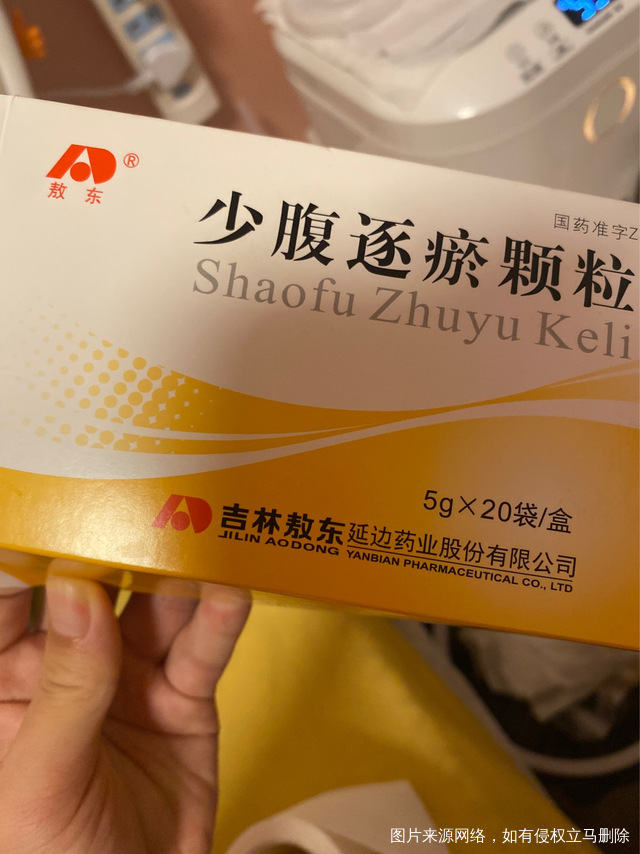 敖东®
国药准字Z
少腹逐瘀颗粒
Shaofu Zhuyu Keli
5g×20袋/盒
吉林敖东延边药业股份有限公司
JILIN AODONG YANBIAN PHARMACEUTICAL CO., LTD
图片来源网络，如有侵权立马删除